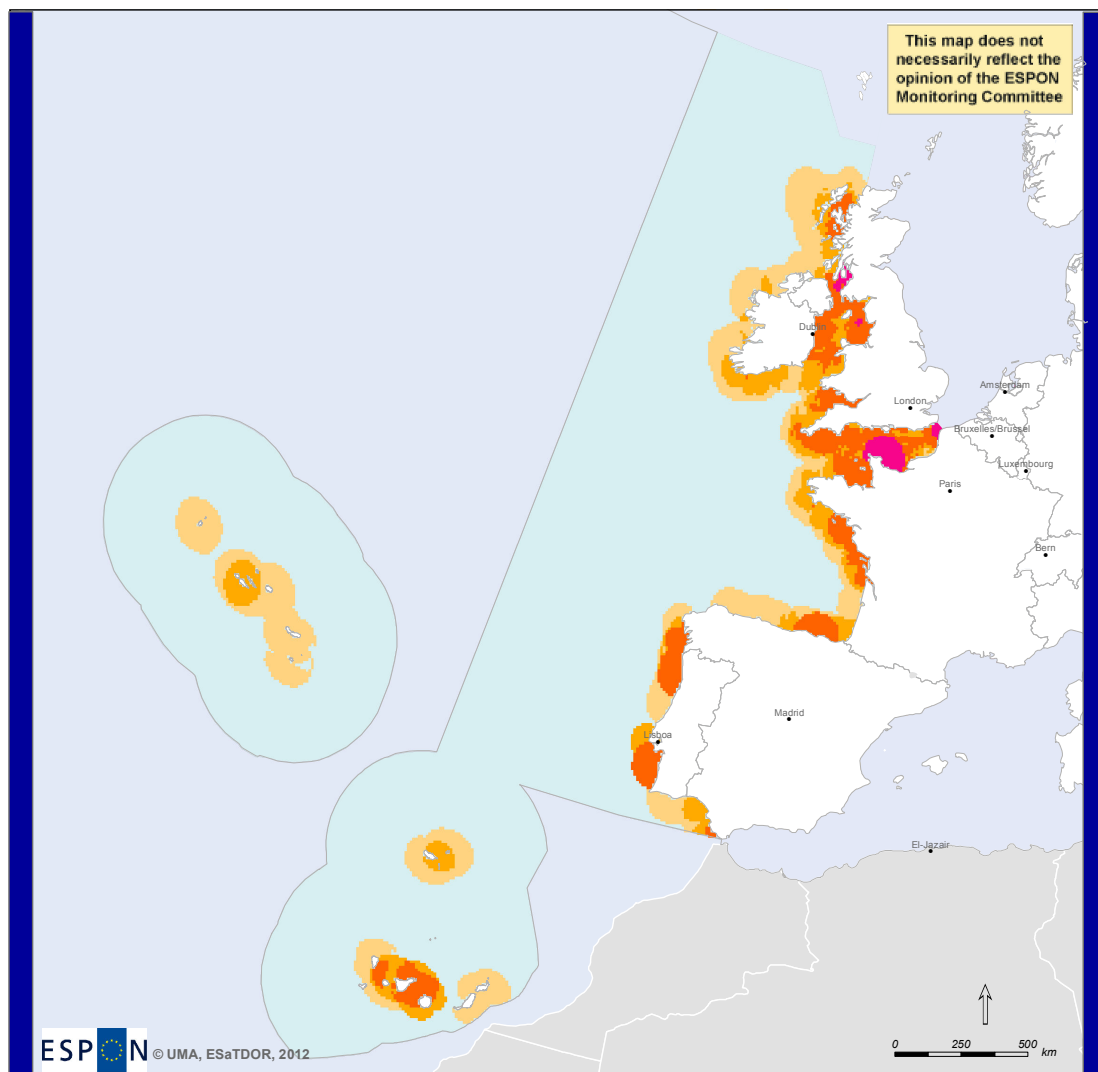 This map does not
necessarily reflect the
opinion of the ESPON
Monitoring Committee
Dublin
Amsterdam
London
Bruxelles/Brussel
Luxembourg
Paris
Bern
Madrid
Lisboa
El-Jazair
ESPON © UMA, ESaTDOR, 2012
0 250 500
km